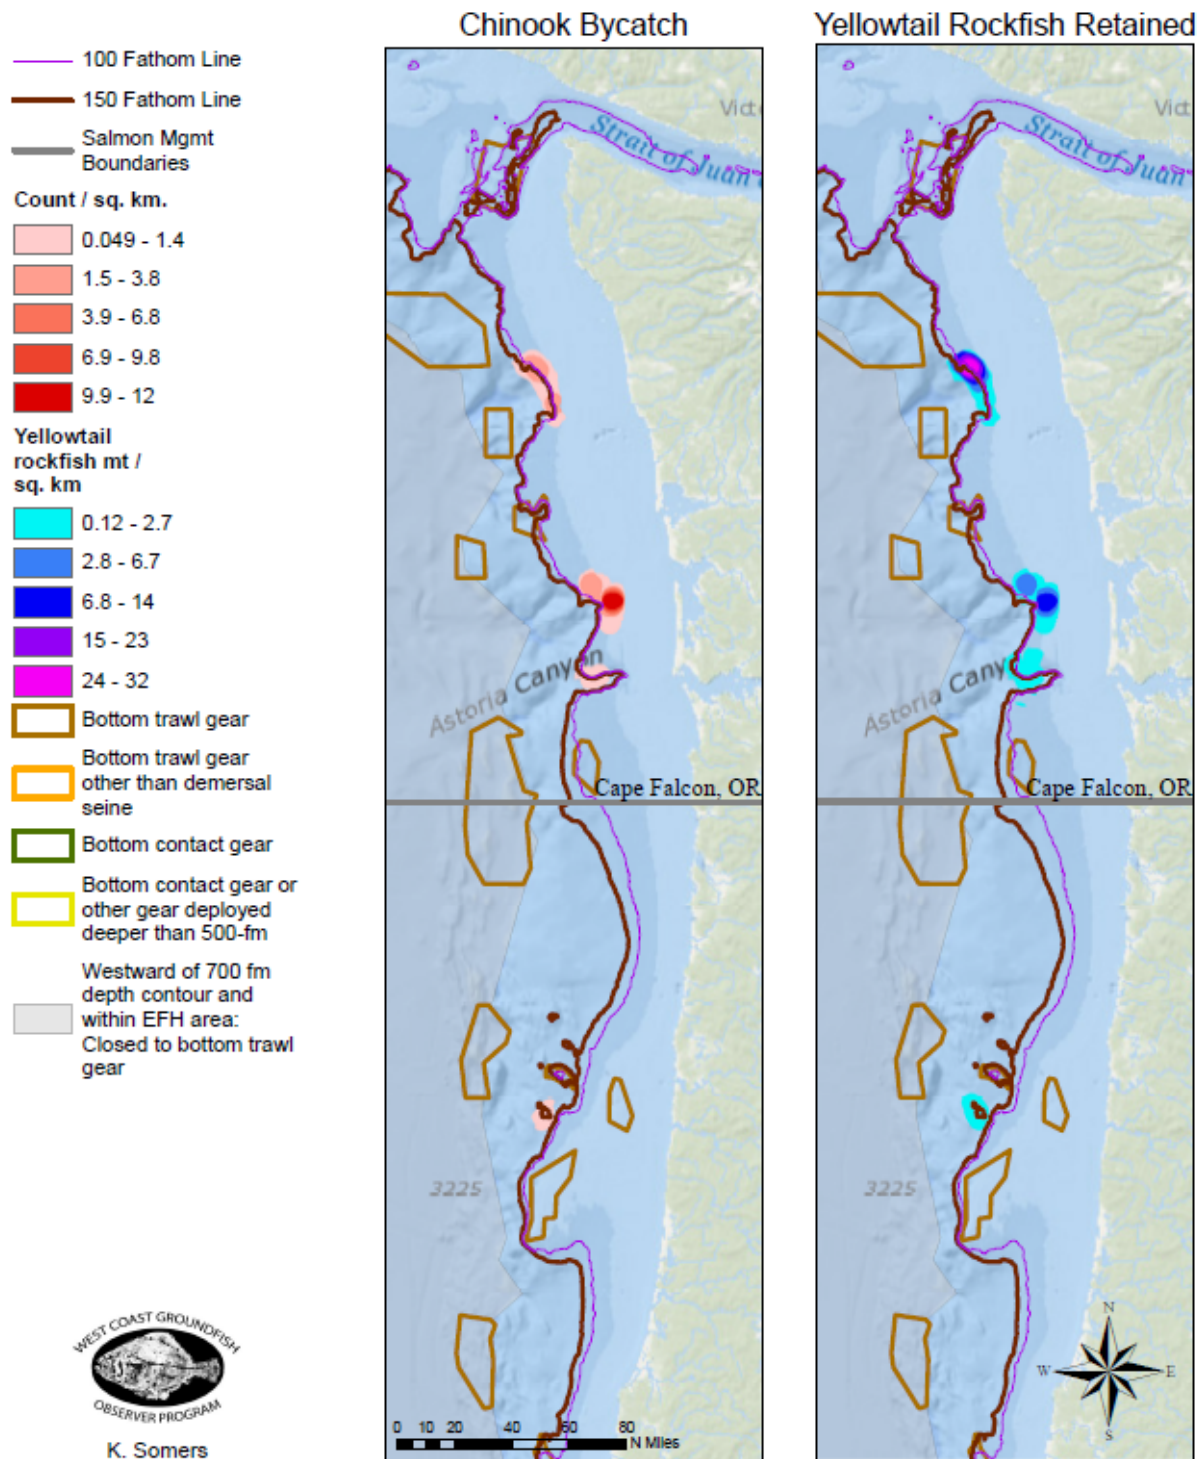 Chinook Bycatch
Yellowtail Rockfish Retained
100 Fathom Line
150 Fathom Line
Salmon Mgmt
Boundaries
Count / sq. km.
0.049 - 1.4
1.5 - 3.8
3.9 - 6.8
6.9 - 9.8
9.9 - 12
Yellowtail
rockfish mt /
sq. km
0.12 - 2.7
2.8 - 6.7
6.8 - 14
15 - 23
24 - 32
Bottom trawl gear
Bottom trawl gear
other than demersal
seine
Bottom contact gear
Bottom contact gear or
other gear deployed
deeper than 500-fm
Westward of 700 fm
depth contour and
within EFH area:
Closed to bottom trawl
gear
WEST COAST GROUNDFISH
OBSERVER PROGRAM
K. Somers
Victo
Strait of Juan
Astoria Canyon
Cape Falcon, OR
3225
0 10 20 40 60 80
N Miles
Vict
Strait of Juan
Astoria Cany
Cape Falcon, OR
3225
N
W E
S